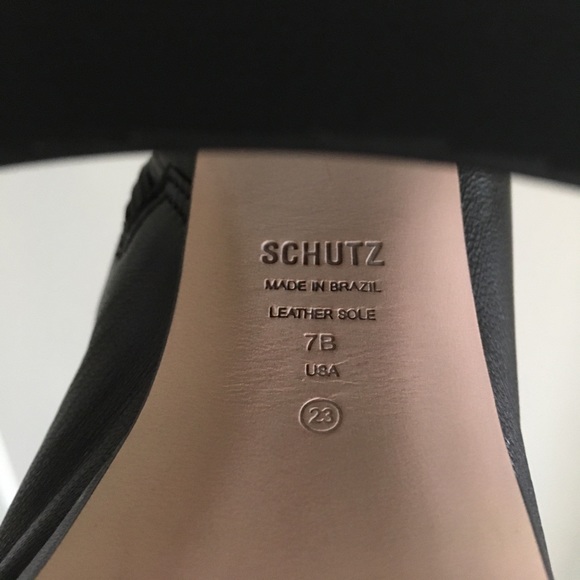 SCHUTZ
MADE IN BRAZIL
LEATHER SOLE
7B
USA
23